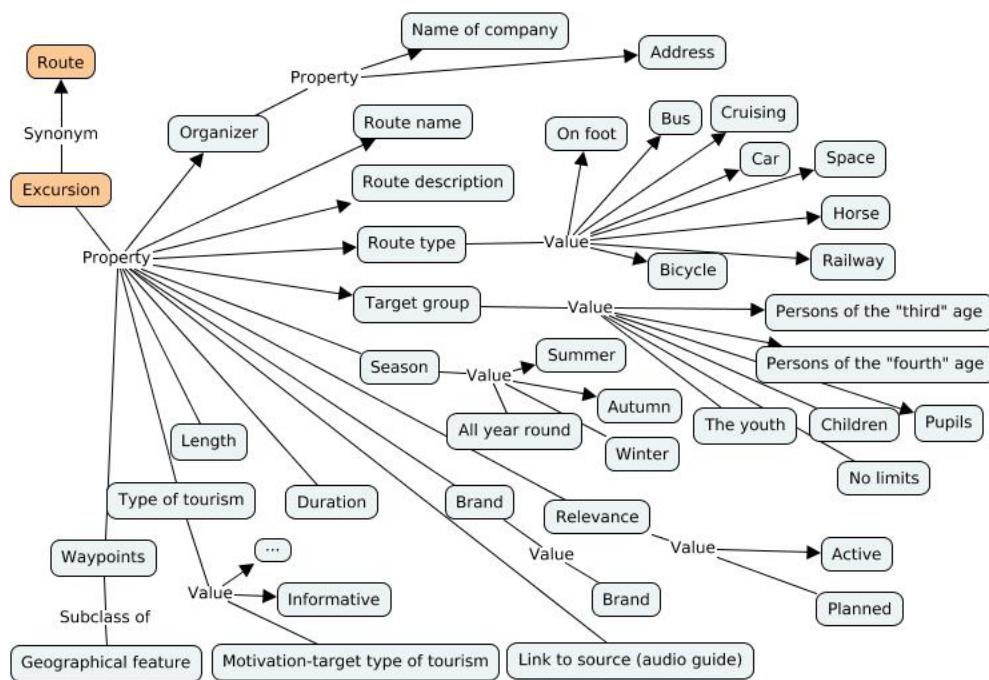 Name of company
Route
Address
Property
Synonym
Organizer
Route name
On foot
Bus
Cruising
Car
Space
Excursion
Route description
Horse
Property
Route type
Value
Bicycle
Railway
Target group
Value
Persons of the "third" age
Season
Value
Summer
Persons of the "fourth" age
Autumn
All year round
The youth
Children
Pupils
Length
Winter
No limits
Type of tourism
Duration
Brand
Relevance
Waypoints
...
Value
Value
Active
Value
Informative
Brand
Planned
Subclass of
Geographical feature
Motivation-target type of tourism
Link to source (audio guide)